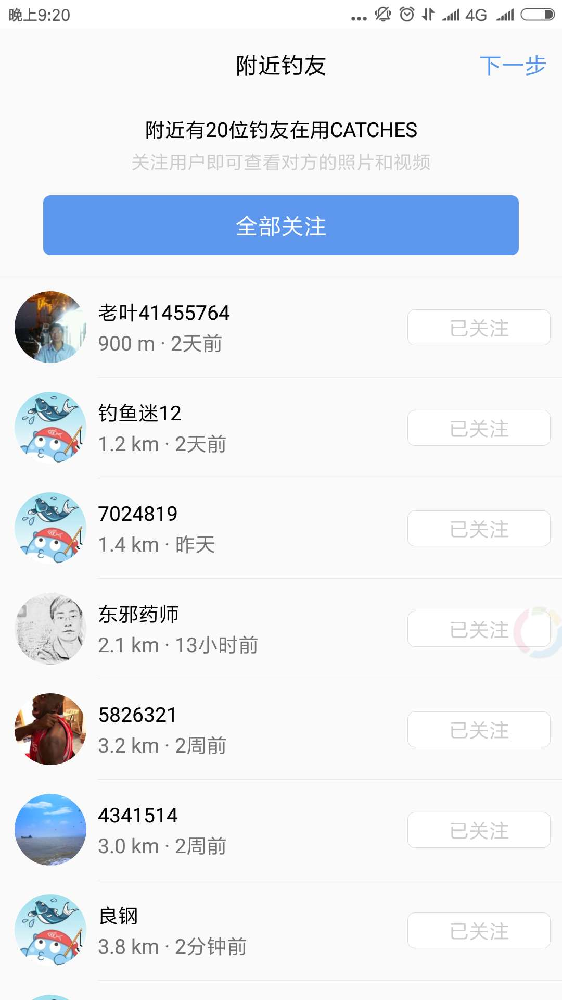 晚上9:20
4G
附近钓友
下一步
附近有20位钓友在用CATCHES
关注用户即可查看对方的照片和视频
全部关注
老叶41455764
900 m · 2天前
已关注
钓鱼迷12
1.2 km · 2天前
已关注
7024819
1.4 km · 昨天
已关注
东邪药师
2.1 km · 13小时前
已关注
5826321
3.2 km · 2周前
已关注
4341514
3.0 km · 2周前
已关注
良钢
3.8 km · 2分钟前
已关注